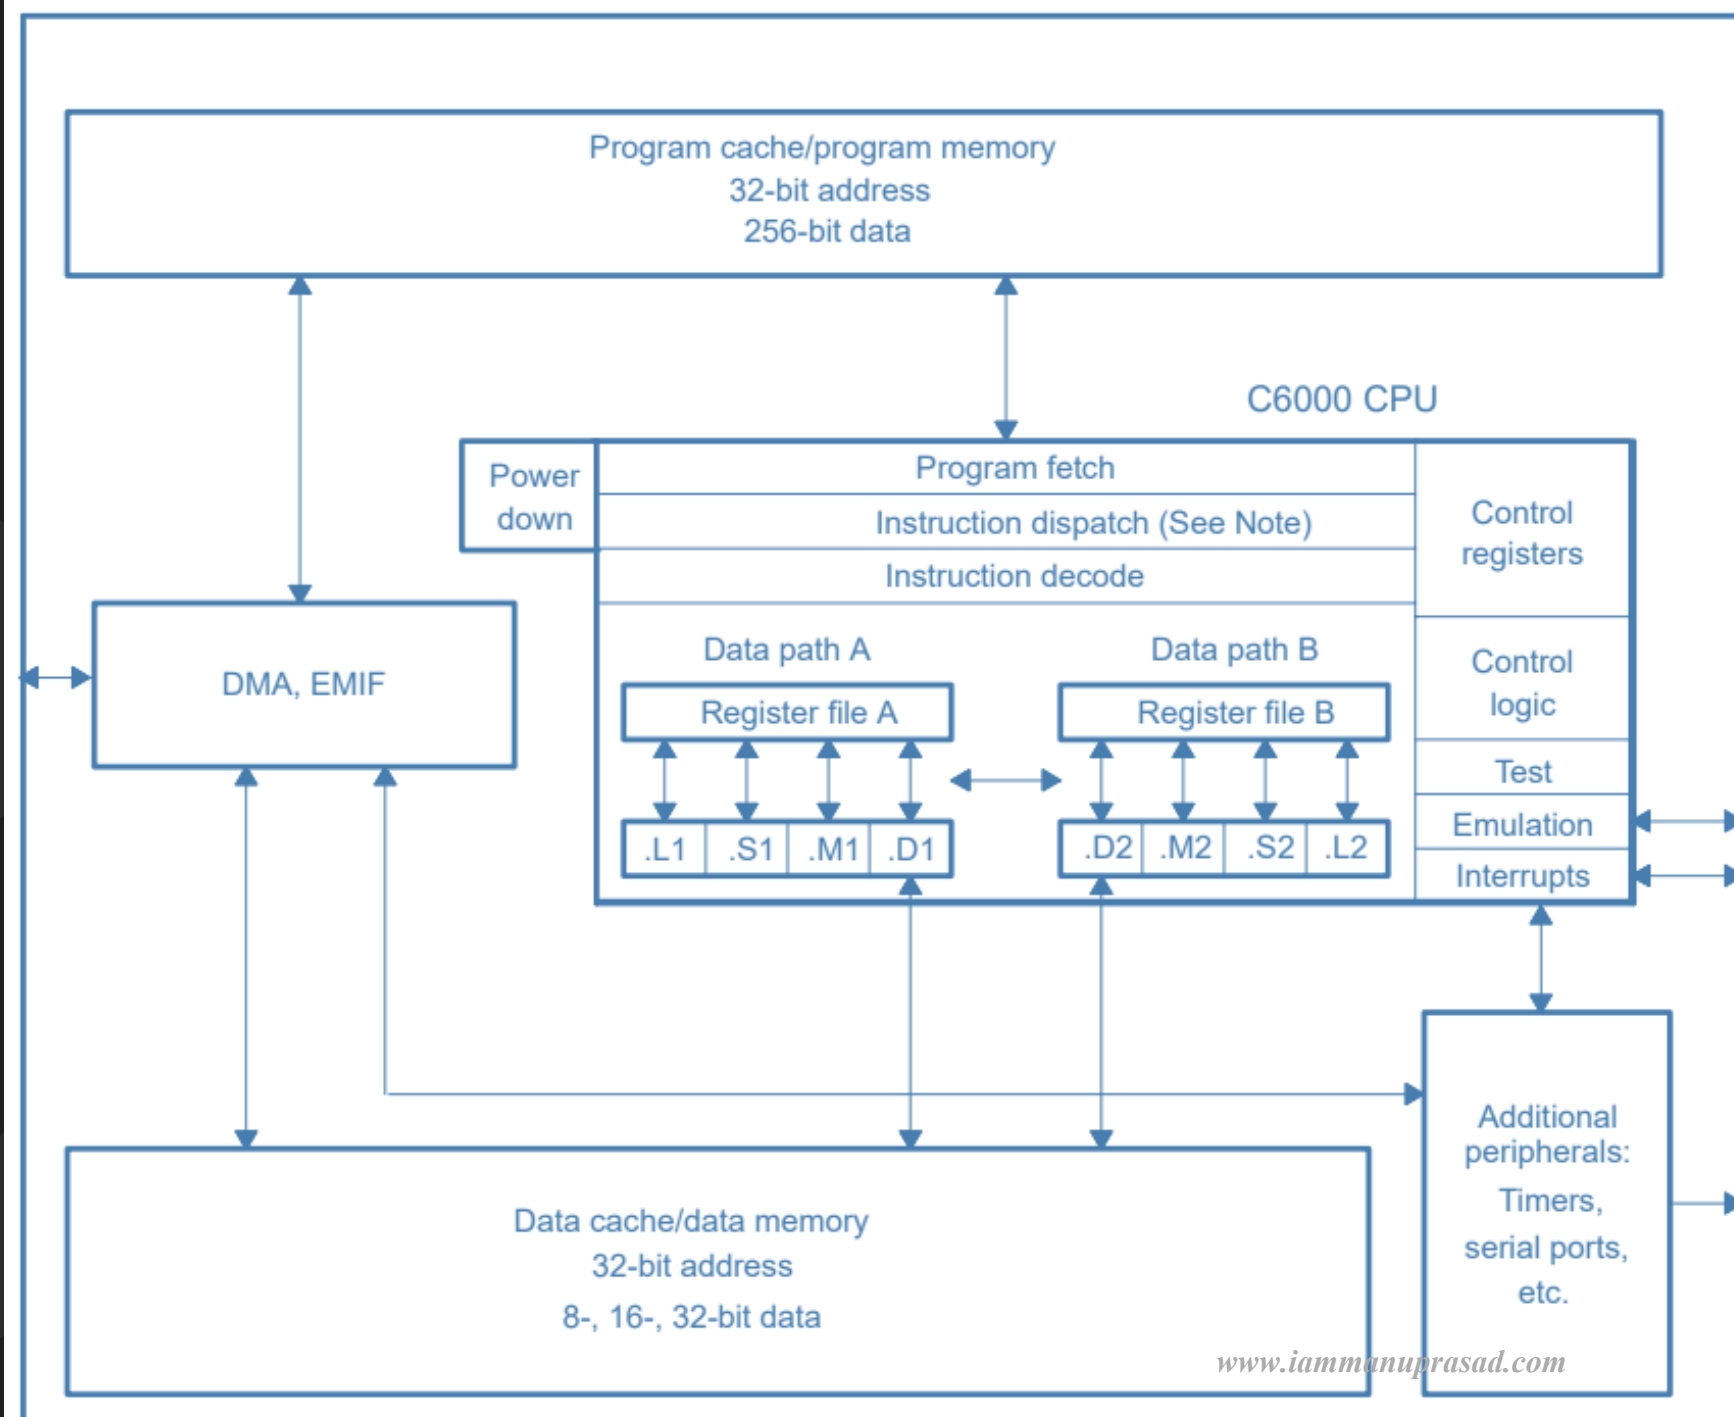 Program cache/program memory
32-bit address
256-bit data
C6000 CPU
Power
down
Program fetch
Instruction dispatch (See Note)
Instruction decode
Control
registers
DMA, EMIF
Data path A
Data path B
Register file A
Register file B
.L1 .S1 .M1 .D1
.D2 .M2 .S2 .L2
Control
logic
Test
Emulation
Interrupts
Data cache/data memory
32-bit address
8-, 16-, 32-bit data
Additional
peripherals:
Timers,
serial ports,
etc.
www.iammanuprasad.com